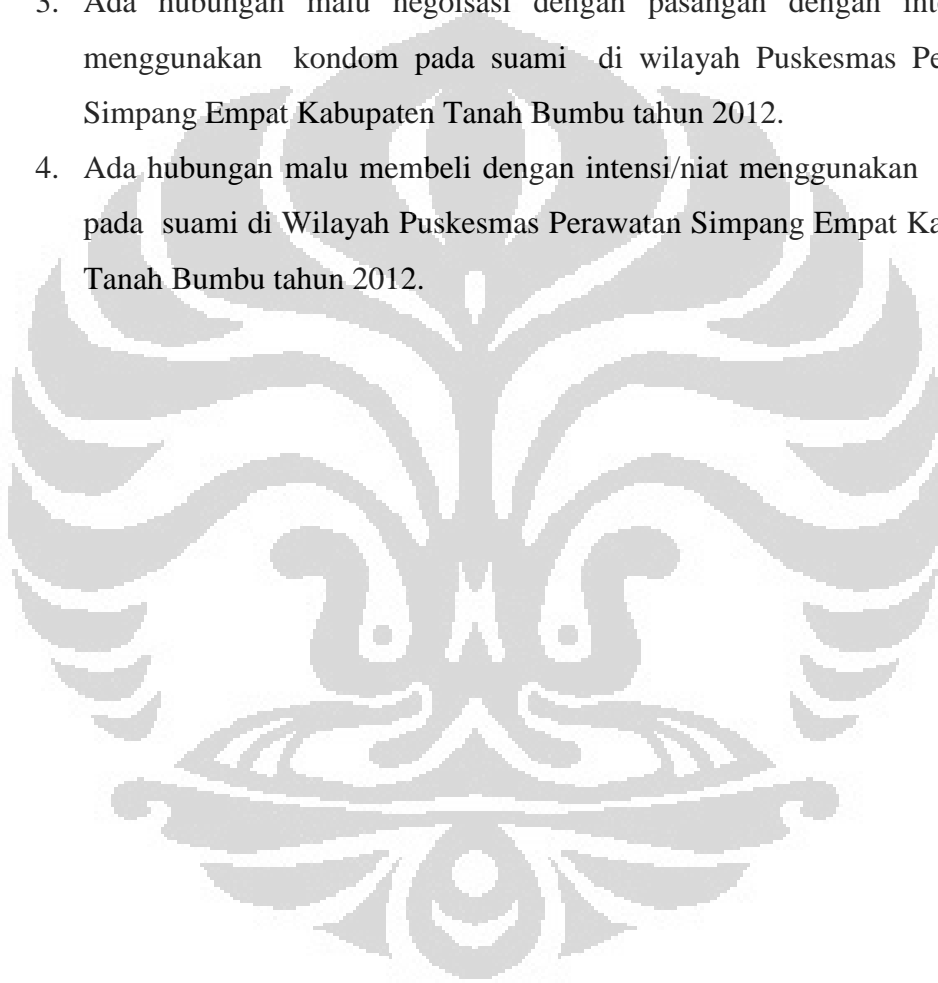 3. Ada hubungan malu negoisasi dengan pasangan dengan
menggunakan kondom pada suami di wilayah Puskesmas
Simpang Empat Kabupaten Tanah Bumbu tahun 2012.
4. Ada hubungan malu membeli dengan intensi/niat menggunakan
pada suami di Wilayah Puskesmas Perawatan Simpang Empat
Tanah Bumbu tahun 2012.